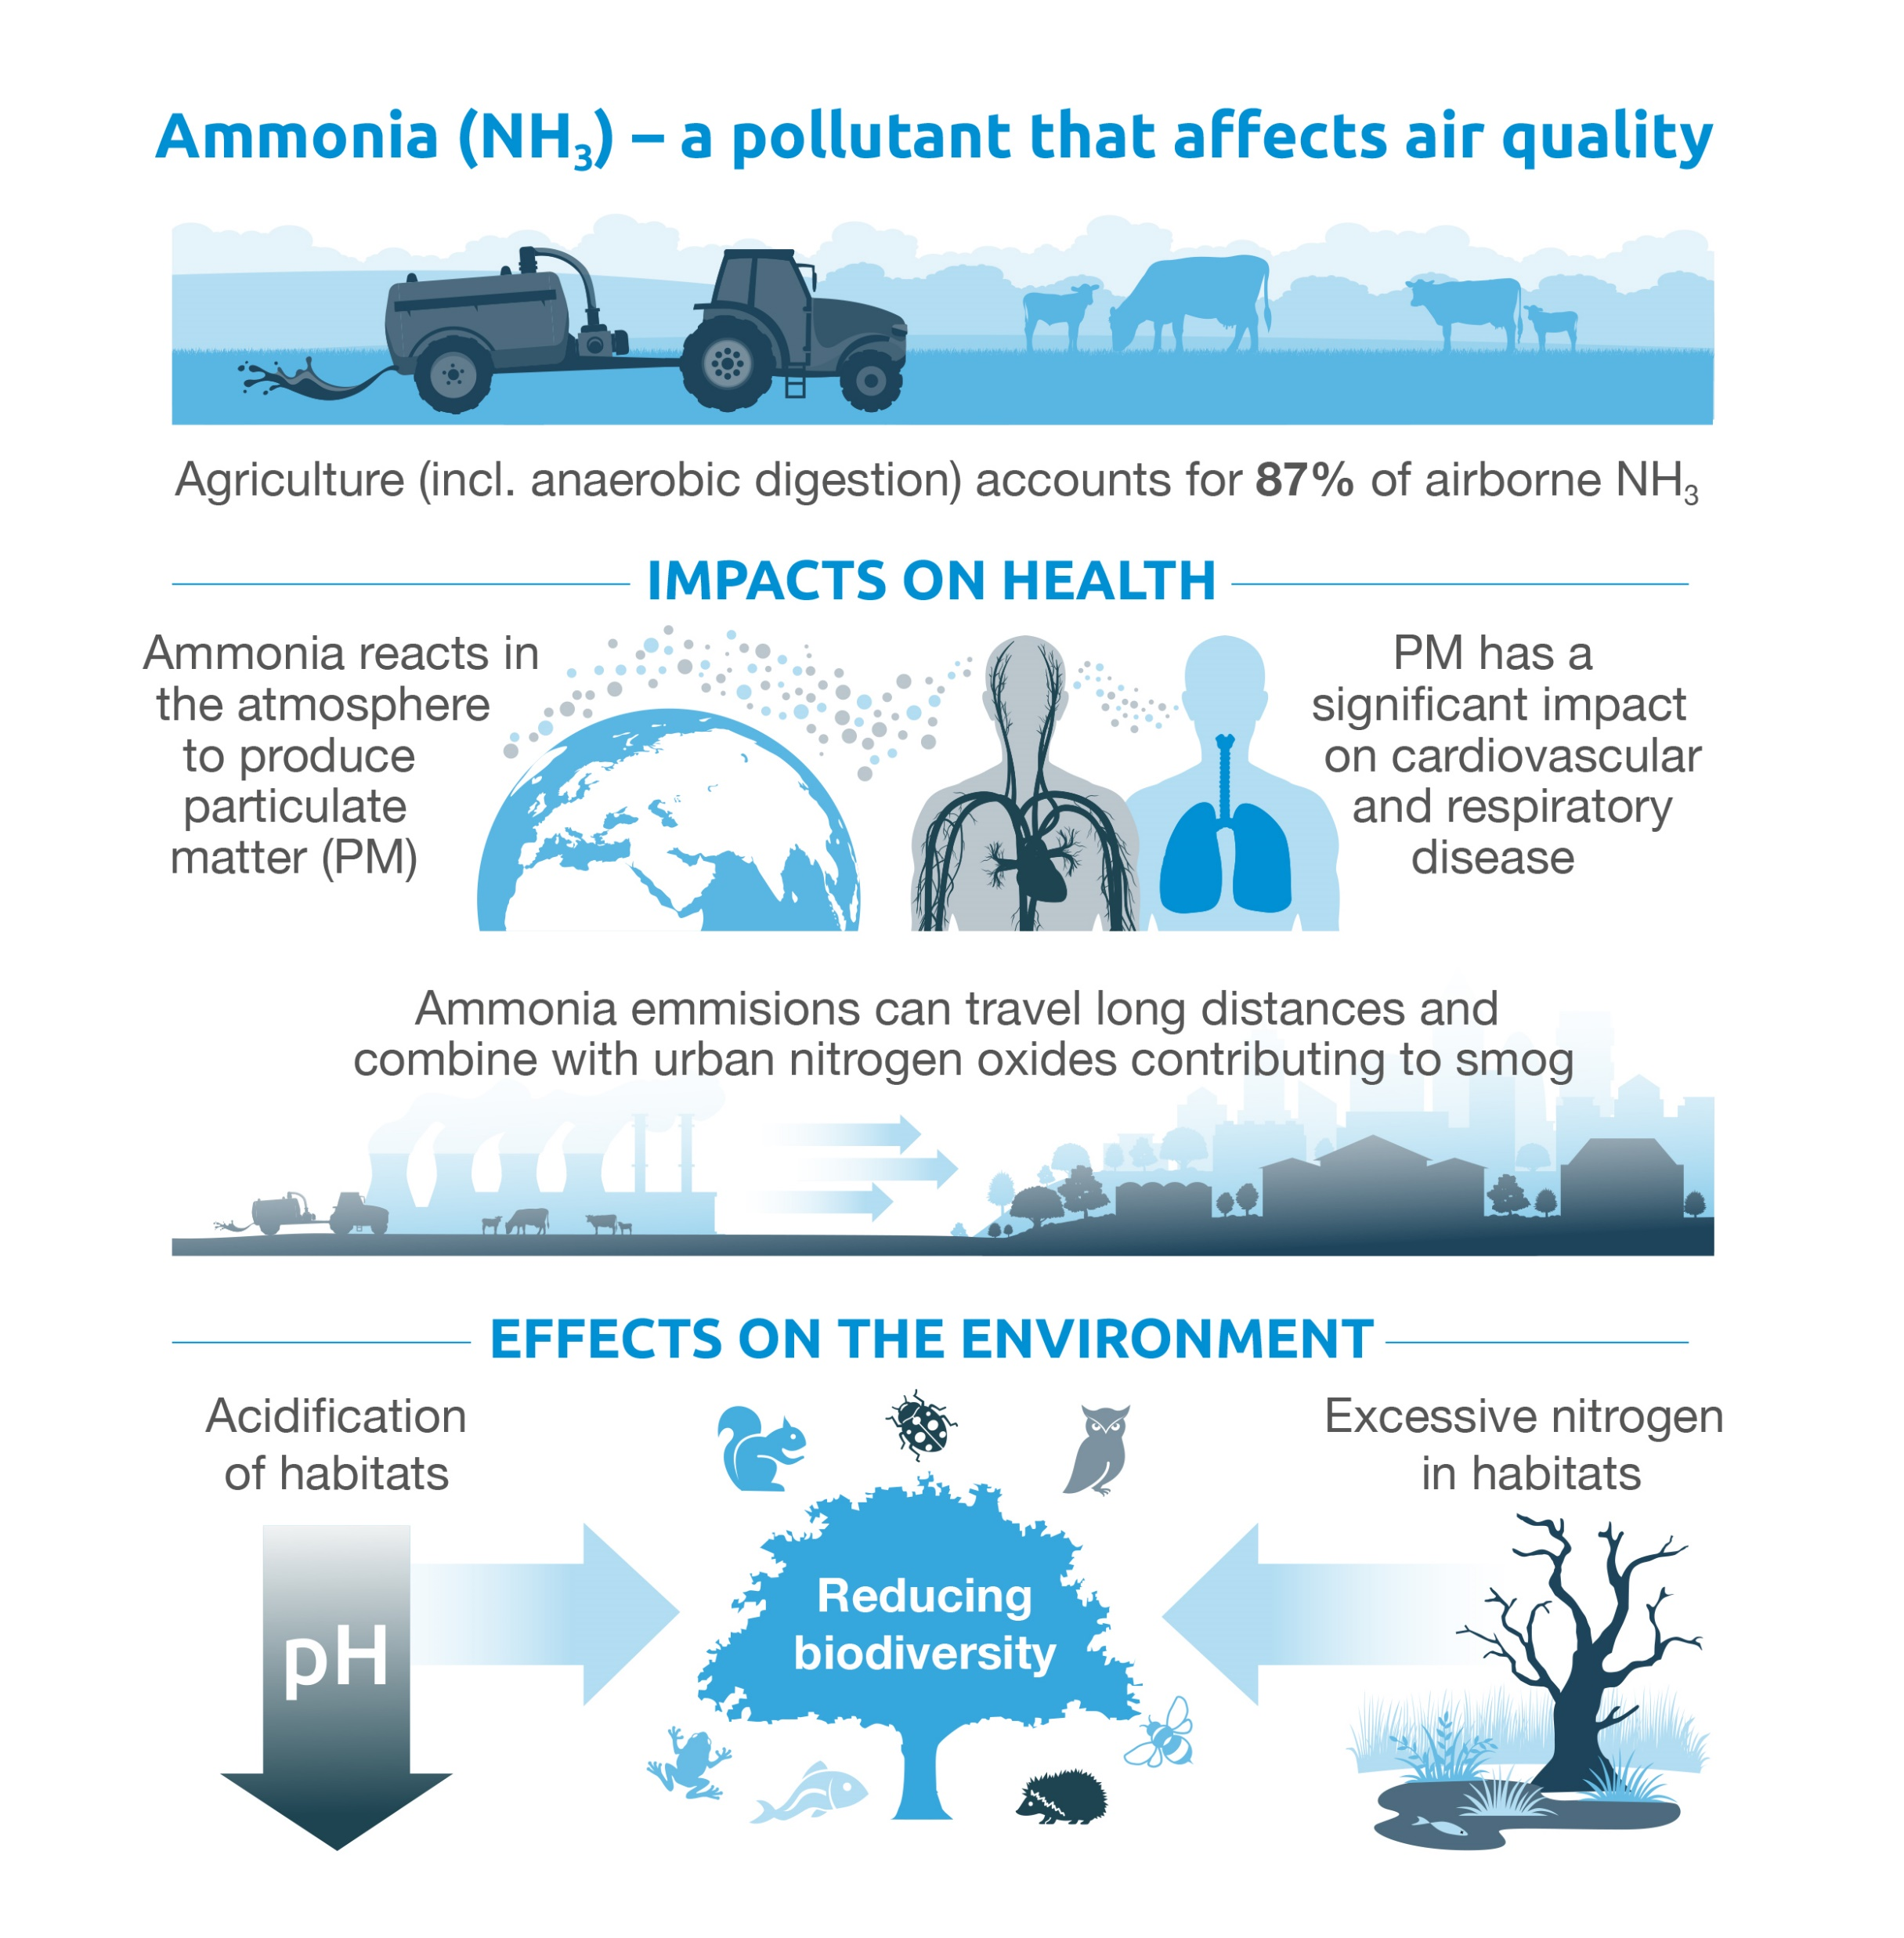 Ammonia (NH₃) – a pollutant that affects air quality
Agriculture (incl. anaerobic digestion) accounts for 87% of airborne NH₃
IMPACTS ON HEALTH
Ammonia reacts in
the atmosphere
to produce
particulate
matter (PM)
PM has a
significant impact
on cardiovascular
and respiratory
disease
Ammonia emmisions can travel long distances and
combine with urban nitrogen oxides contributing to smog
EFFECTS ON THE ENVIRONMENT
Acidification
of habitats
pH
Reducing
biodiversity
Excessive nitrogen
in habitats